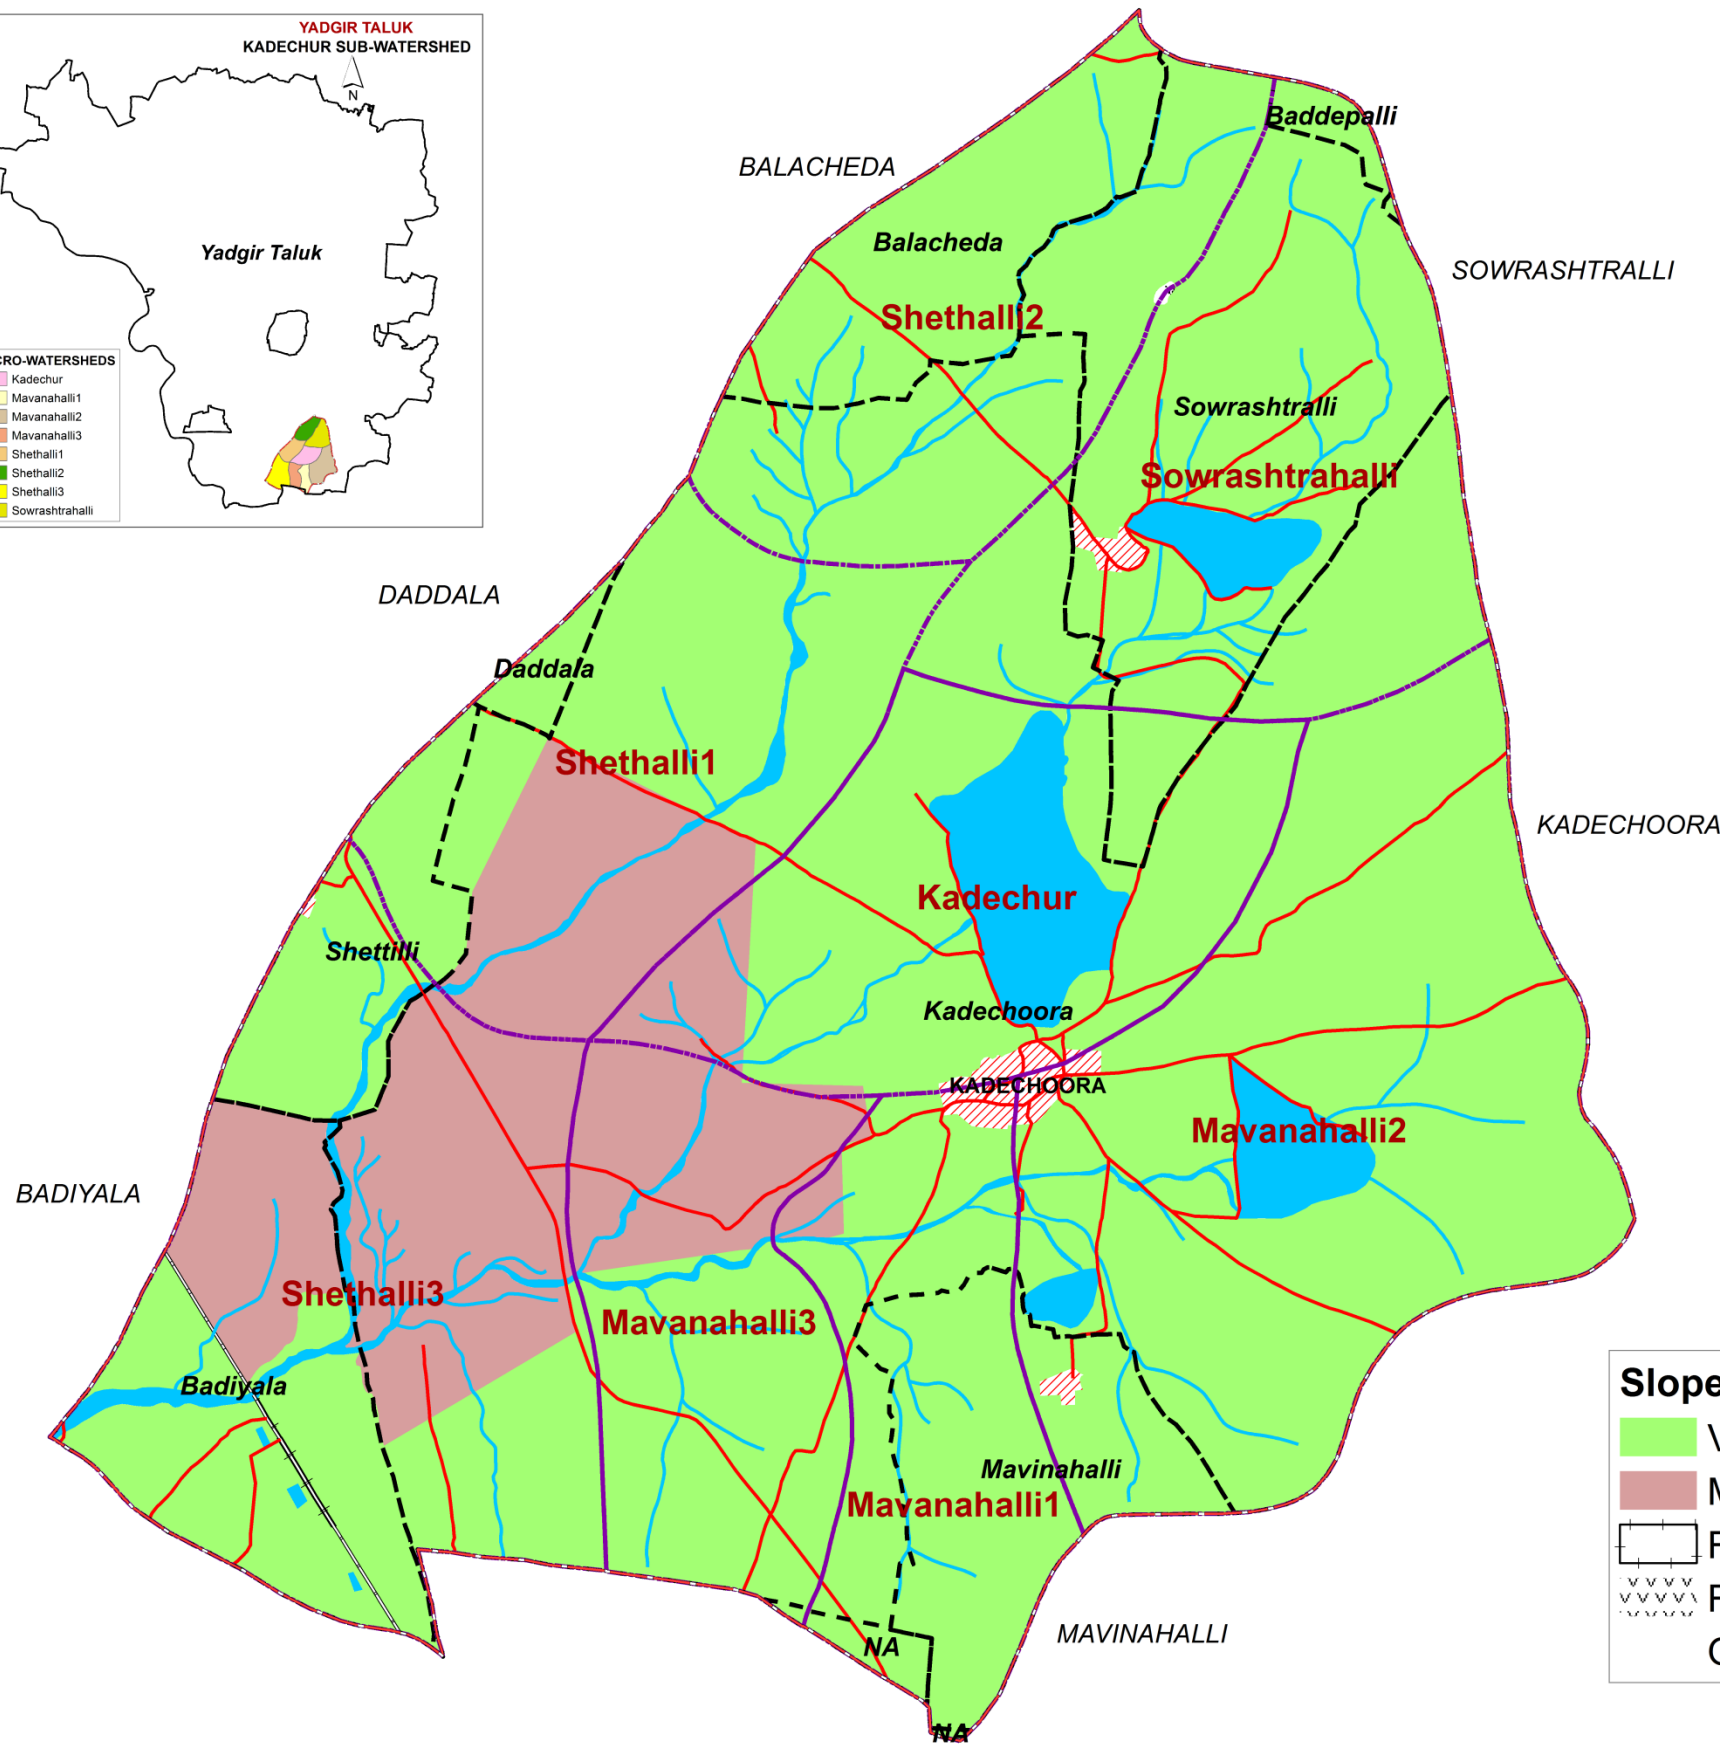 YADGIR TALUK
KADECHUR SUB-WATERSHED
N
Yadgir Taluk
CRO-WATERSHEDS
Kadechur
Mavanahalli1
Mavanahalli2
Mavanahalli3
Shethalli1
Shethalli2
Shethalli3
Sowrashtrahalli
Baddepalli
BALACHEDA
Balacheda
SOWRASHTRALLI
Shethalli2
Sowrashtralli
Sowrashtrahalli
DADDALA
Daddala
Shethalli1
KADECHOORA
Kadechur
Shettilli
Kadechoora
KADECHOORA
Mavanahalli2
BADIYALA
Shethalli3
Mavanahalli3
Badiyala
Mavinahalli
Mavanahalli1
MAVINAHALLI
NA
NA
Slope
V
M